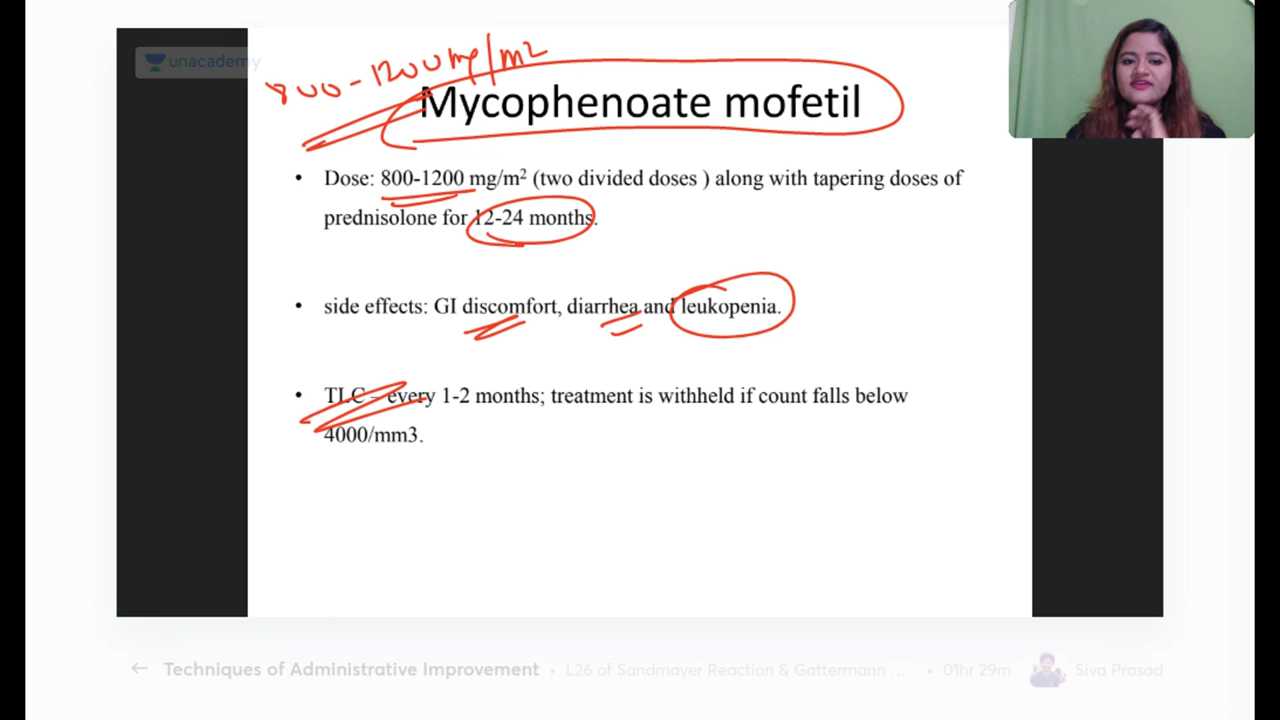 unacademy
800-1200mg/m2
Mycophenoate mofetil
• Dose: 800-1200 mg/m² (two divided doses ) along with tapering doses of
prednisolone for 12-24 months.
• side effects: GI discomfort, diarrhea and leukopenia.
• TLC – every 1-2 months; treatment is withheld if count falls below
4000/mm3.
← Techniques of Administrative Improvement • L26 of Sandmayer Reaction & Gattermann ... • 01hr 29m Siva Prasad